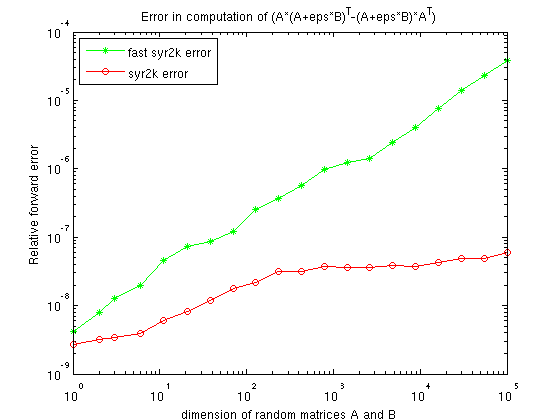 Error in computation of (A*(A+eps*B)^T-(A+eps*B)*A^T)
fast syr2k error
syr2k error
Relative forward error
10^-4
10^-5
10^-6
10^-7
10^-8
10^-9
10^0
10^1
10^2
10^3
10^4
10^5
dimension of random matrices A and B